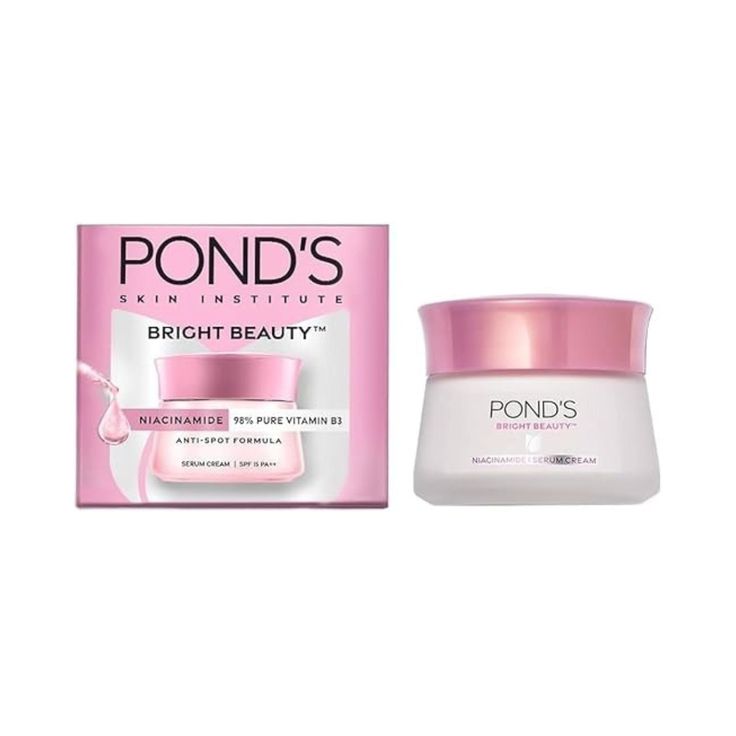 POND'S
SKIN INSTITUTE
BRIGHT BEAUTY™
NIACINAMIDE 98% PURE VITAMIN B3
ANTI-SPOT FORMULA
SERUM CREAM | SPF 15 PA++
POND'S
BRIGHT BEAUTY™
NIACINAMIDE SERUM CREAM